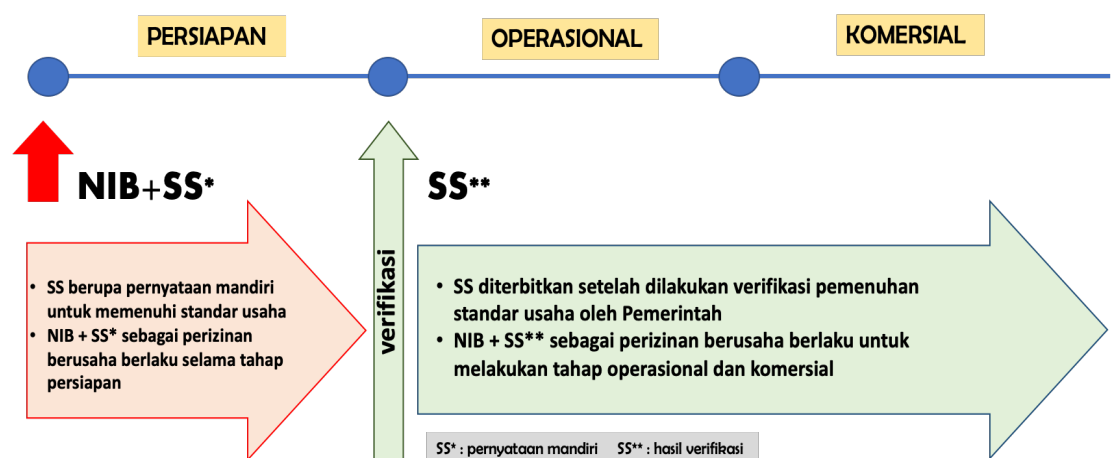 PERSIAPAN
OPERASIONAL
KOMERSIAL
NIB+SS*
SS**
• SS berupa pernyataan mandiri
untuk memenuhi standar usaha
• NIB + SS* sebagai perizinan
berusaha berlaku selama tahap
persiapan
verifikasi
• SS diterbitkan setelah dilakukan verifikasi pemenuhan
standar usaha oleh Pemerintah
• NIB + SS** sebagai perizinan berusaha berlaku untuk
melakukan tahap operasional dan komersial
SS* : pernyataan mandiri SS** : hasil verifikasi